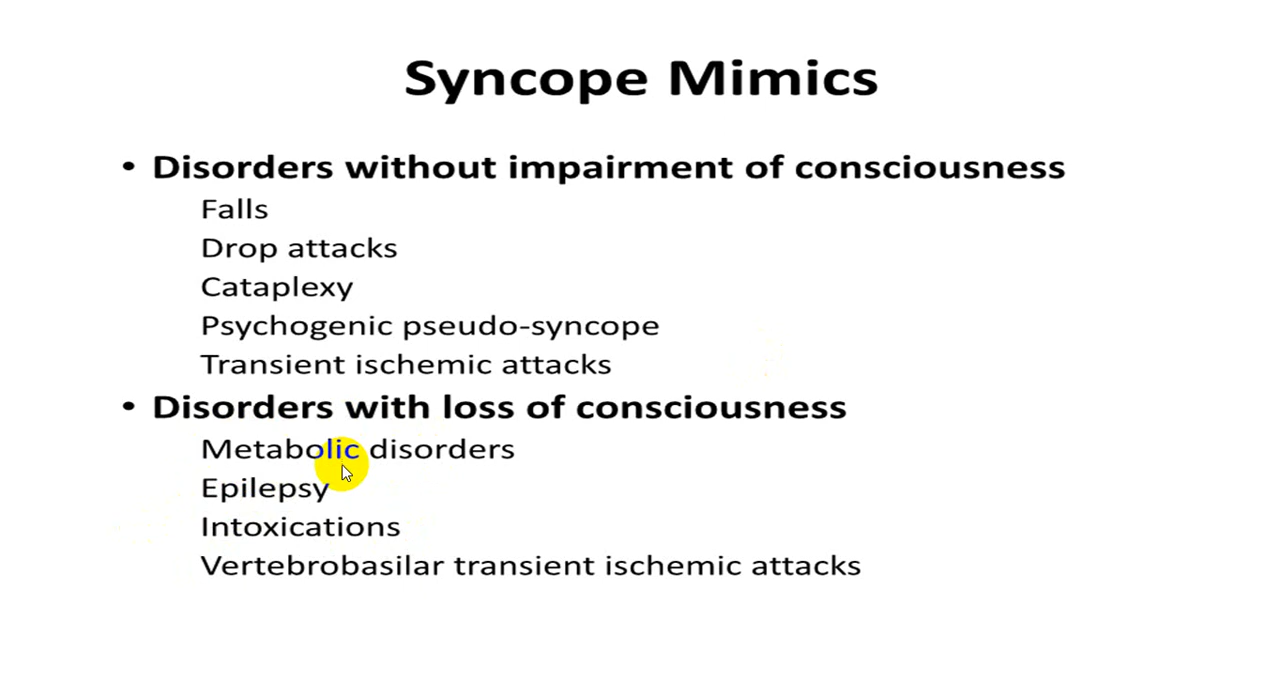 Syncope Mimics
• Disorders without impairment of consciousness
Falls
Drop attacks
Cataplexy
Psychogenic pseudo-syncope
Transient ischemic attacks
• Disorders with loss of consciousness
Metabolic disorders
Epilepsy
Intoxications
Vertebrobasilar transient ischemic attacks